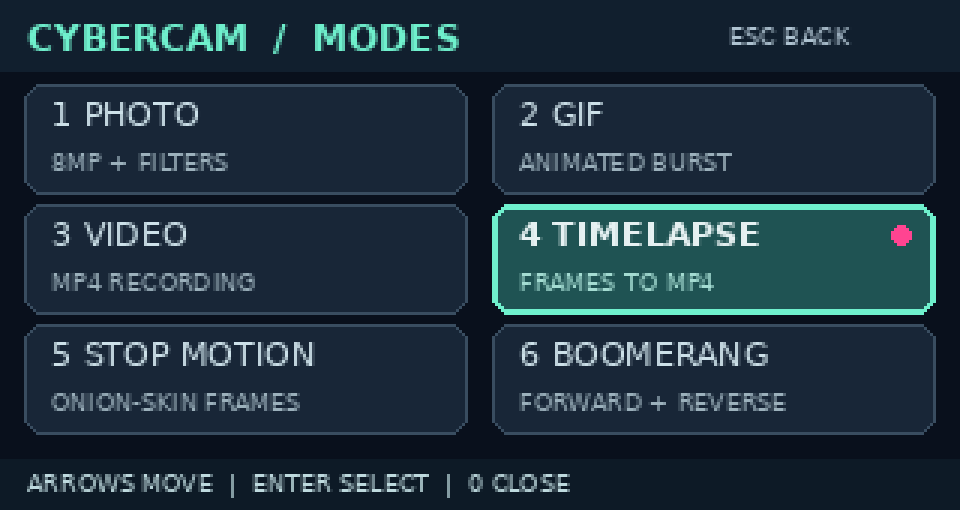 CYBERCAM / MODES
ESC BACK
1 PHOTO
8MP + FILTERS
2 GIF
ANIMATED BURST
3 VIDEO
MP4 RECORDING
4 TIMELAPSE
FRAMES TO MP4
5 STOP MOTION
ONION-SKIN FRAMES
6 BOOMERANG
FORWARD + REVERSE
ARROWS MOVE | ENTER SELECT | 0 CLOSE